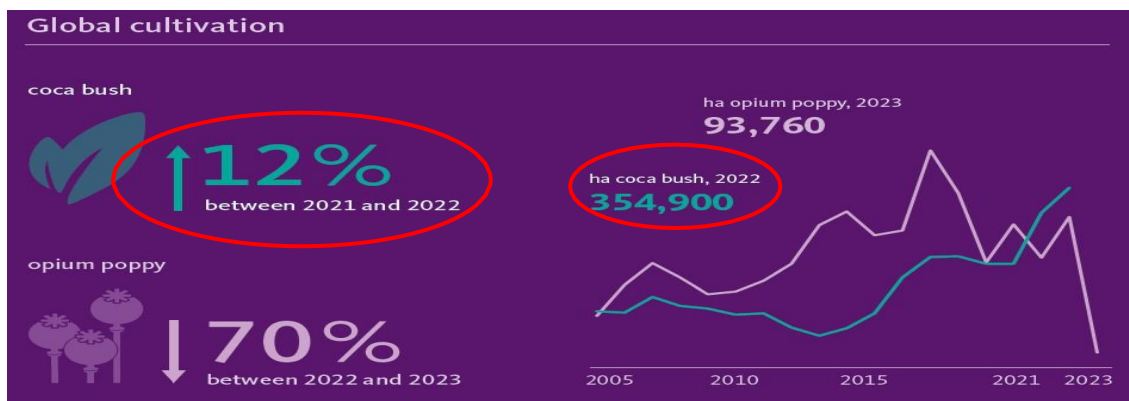 Global cultivation
coca bush
12%
between 2021 and 2022
opium poppy
70%
between 2022 and 2023
ha opium poppy, 2023
93,760
ha coca bush, 2022
354,900
2005 2010 2015 2021 2023